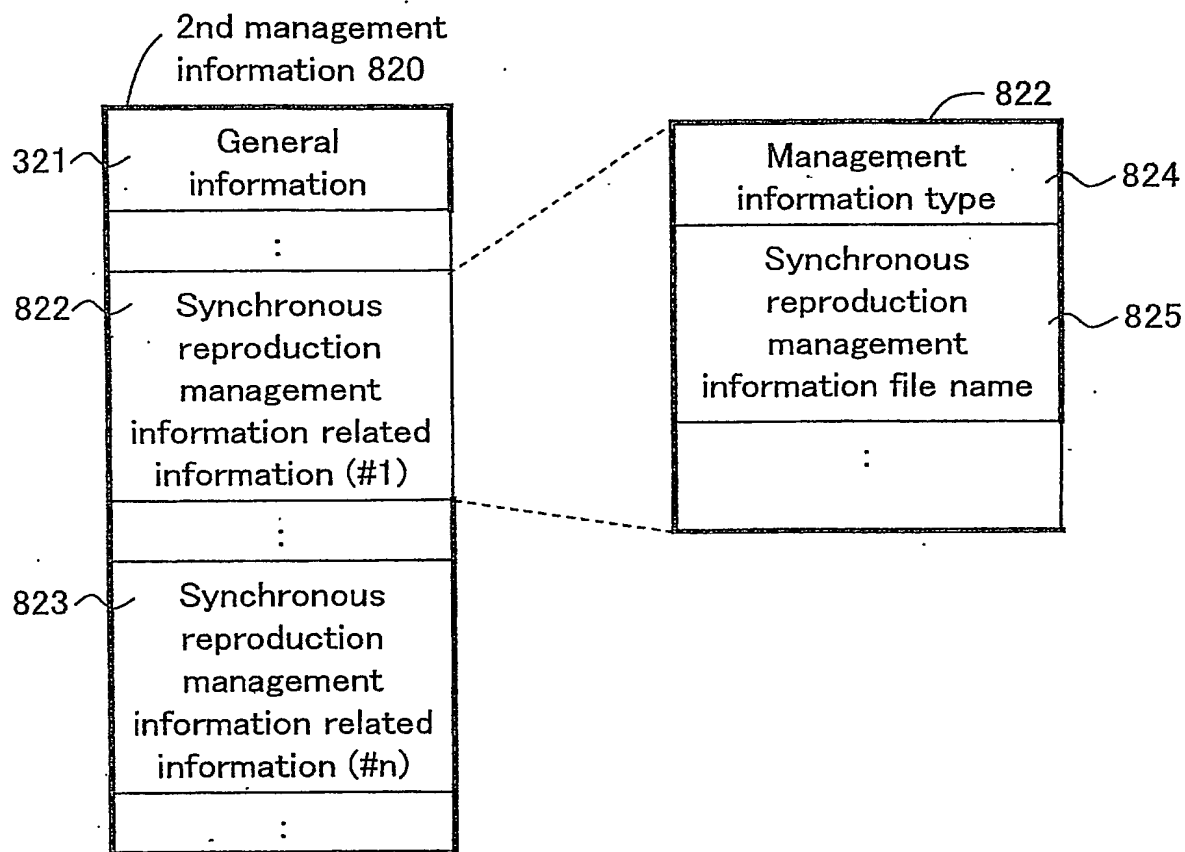 2nd management
information 820
321
General
information
:
822
Synchronous
reproduction
management
information related
information (#1)
:
823
Synchronous
reproduction
management
information related
information (#n)
:
822
Management
information type
824
Synchronous
reproduction
management
information file name
825
: